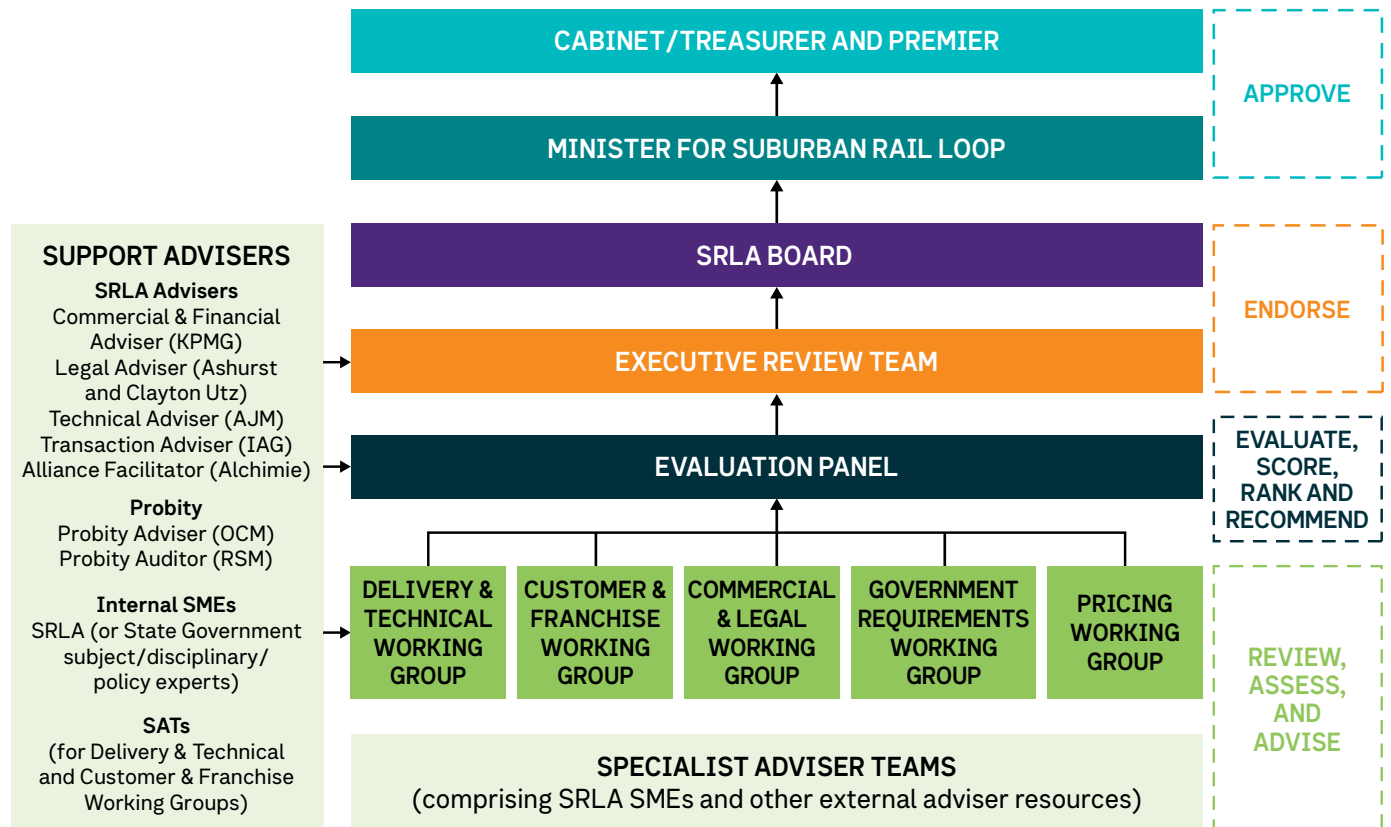 CABINET/TREASURER AND PREMIER
MINISTER FOR SUBURBAN RAIL LOOP
APPROVE
SRLA BOARD
EXECUTIVE REVIEW TEAM
ENDORSE
EVALUATION PANEL
EVALUATE,
SCORE,
RANK AND
RECOMMEND
SUPPORT ADVISERS
SRLA Advisers
Commercial & Financial
Adviser (KPMG)
Legal Adviser (Ashurst
and Clayton Utz)
Technical Adviser (AJM)
Transaction Adviser (IAG)
Alliance Facilitator (Alchimie)
Probity
Probity Adviser (OCM)
Probity Auditor (RSM)
Internal SMEs
SRLA (or State Government
subject/disciplinary/
policy experts)
SATs
(for Delivery & Technical
and Customer & Franchise
Working Groups)
DELIVERY &
TECHNICAL
WORKING
GROUP
CUSTOMER &
FRANCHISE
WORKING
GROUP
COMMERCIAL
& LEGAL
WORKING
GROUP
GOVERNMENT
REQUIREMENTS
WORKING
GROUP
PRICING
WORKING
GROUP
REVIEW,
ASSESS,
AND
ADVISE
SPECIALIST ADVISER TEAMS
(comprising SRLA SMEs and other external adviser resources)